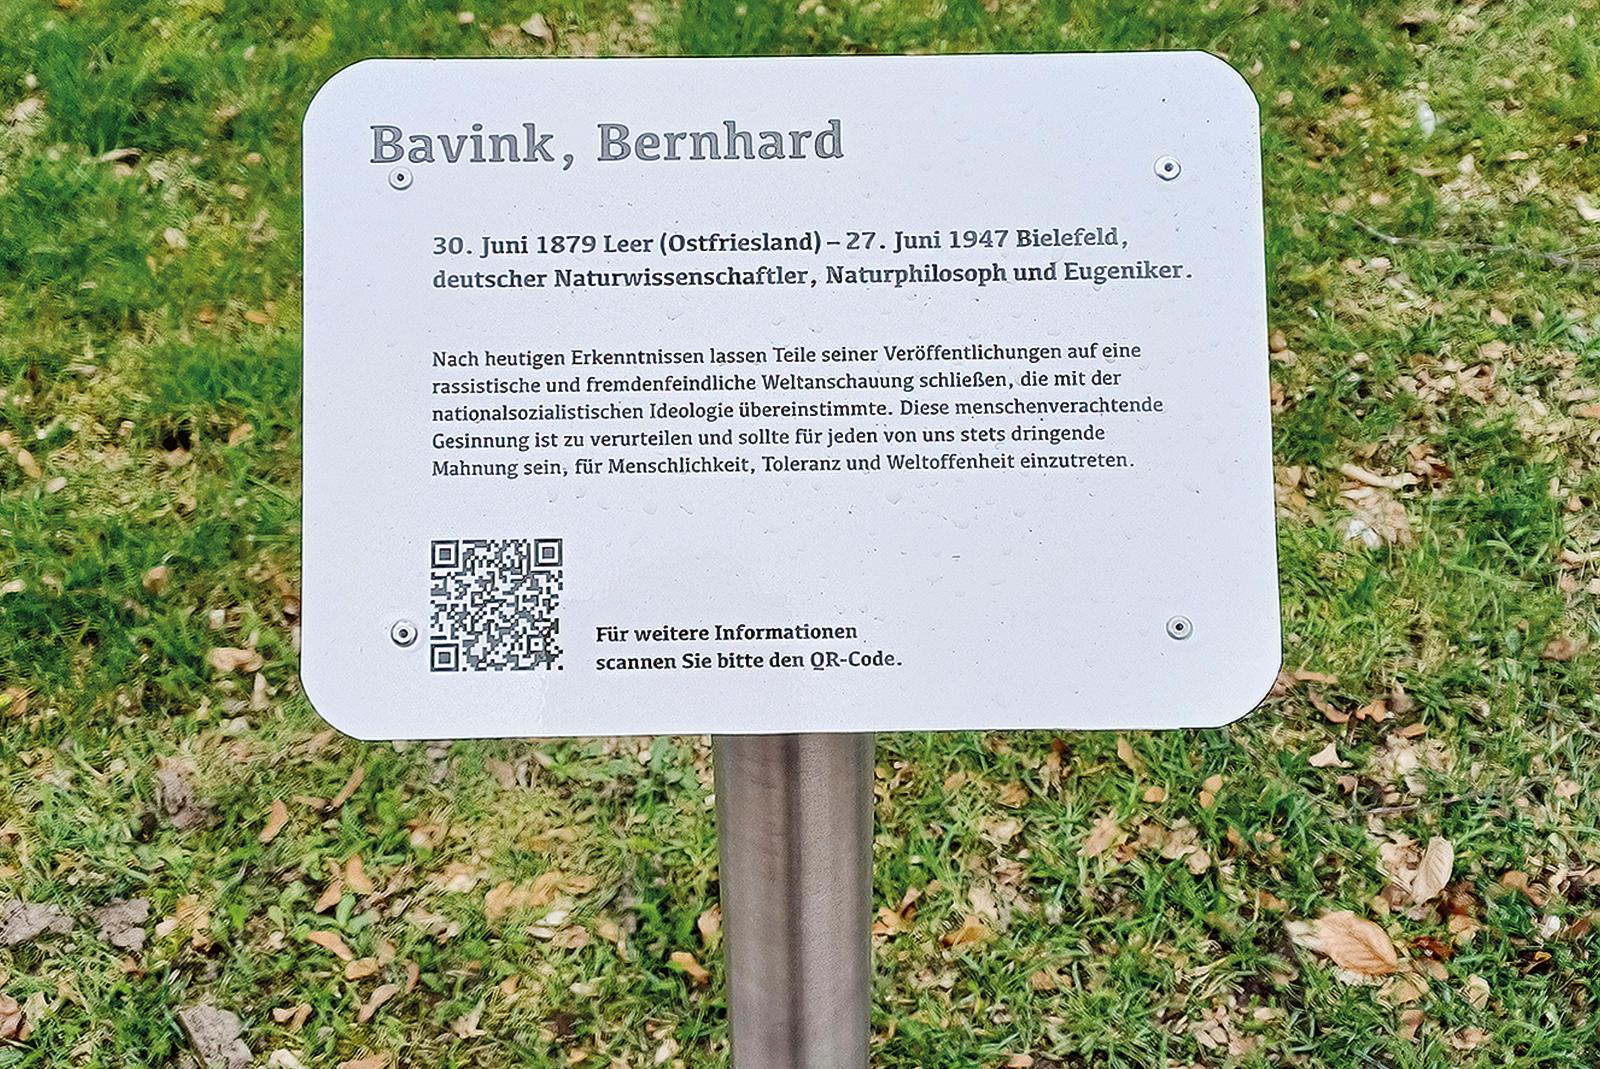 Bavink, Bernhard
30. Juni 1879 Leer (Ostfriesland) – 27. Juni 1947 Bielefeld,
deutscher Naturwissenschaftler, Naturphilosoph und Eugeniker.
Nach heutigen Erkenntnissen lassen Teile seiner Veröffentlichungen auf eine
rassistische und fremdenfeindliche Weltanschauung schließen, die mit der
nationalsozialistischen Ideologie übereinstimmte. Diese menschenverachtende
Gesinnung ist zu verurteilen und sollte für jeden von uns stets dringende
Mahnung sein, für Menschlichkeit, Toleranz und Weltoffenheit einzutreten.
Für weitere Informationen
scannen Sie bitte den QR-Code.